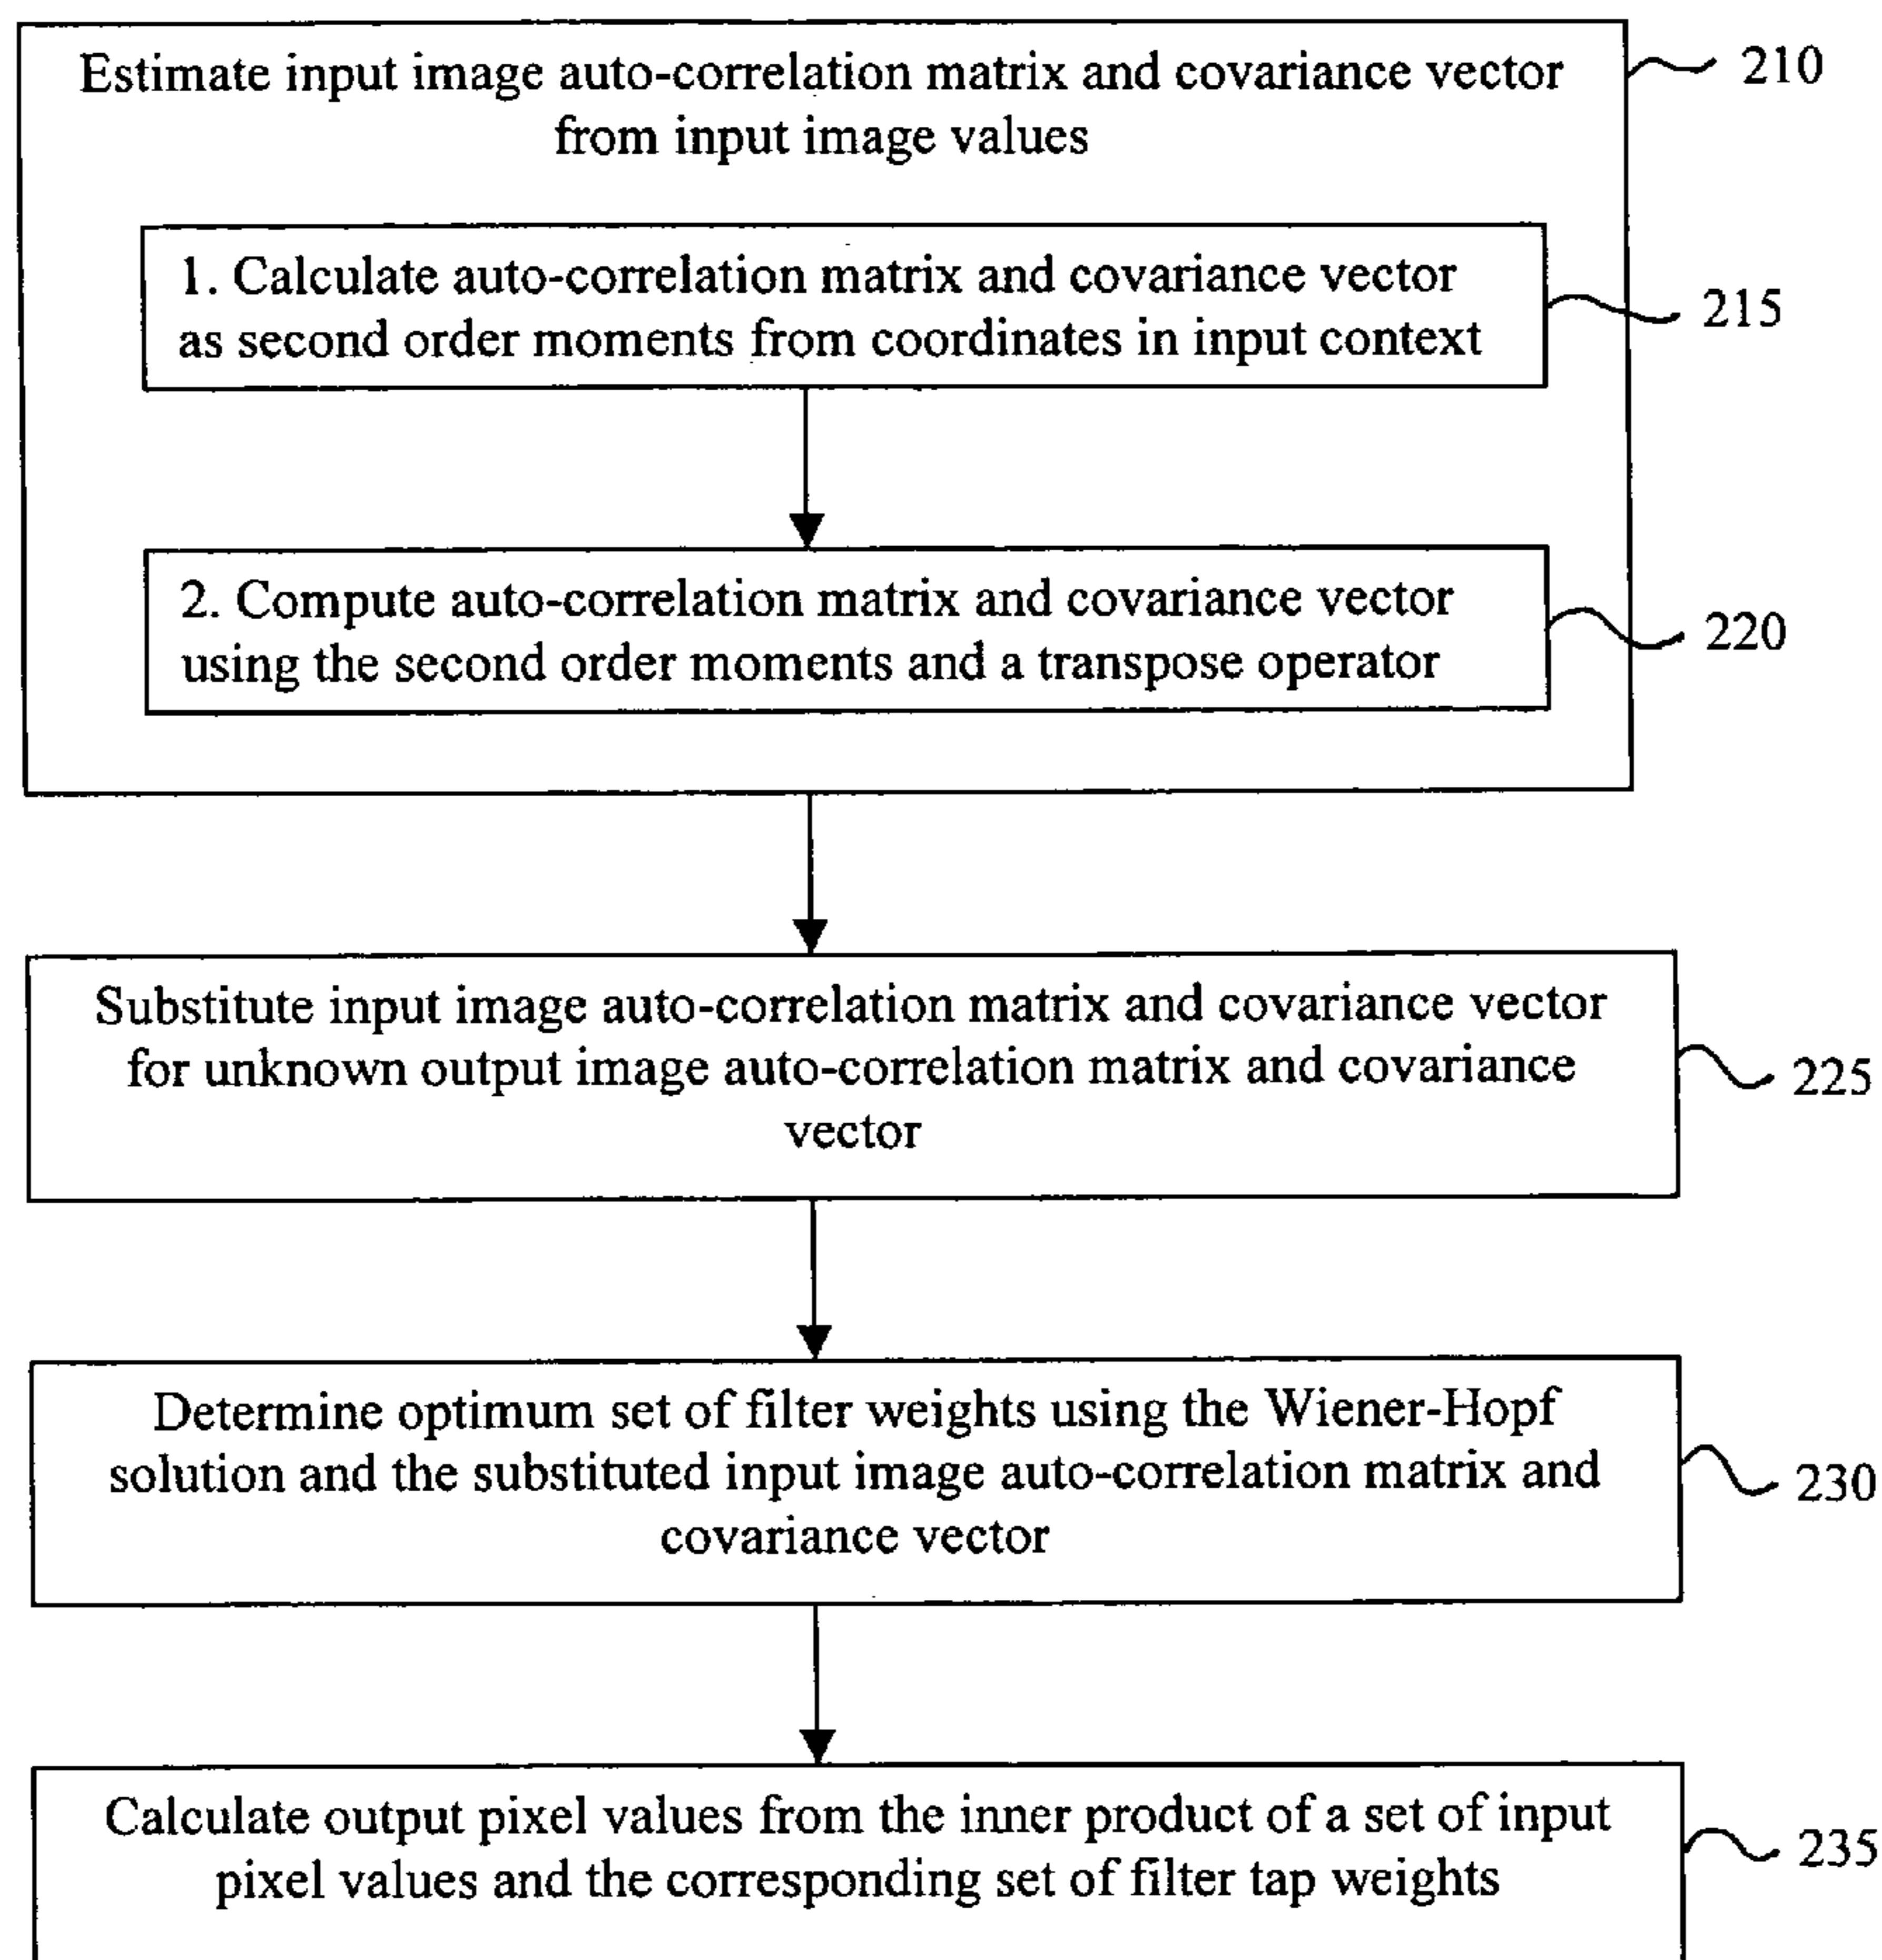 Estimate input image auto-correlation matrix and covariance vector
from input image values
210
1. Calculate auto-correlation matrix and covariance vector
as second order moments from coordinates in input context
215
2. Compute auto-correlation matrix and covariance vector
using the second order moments and a transpose operator
220
Substitute input image auto-correlation matrix and covariance vector
for unknown output image auto-correlation matrix and covariance
vector
225
Determine optimum set of filter weights using the Wiener-Hopf
solution and the substituted input image auto-correlation matrix and
covariance vector
230
Calculate output pixel values from the inner product of a set of input
pixel values and the corresponding set of filter tap weights
235